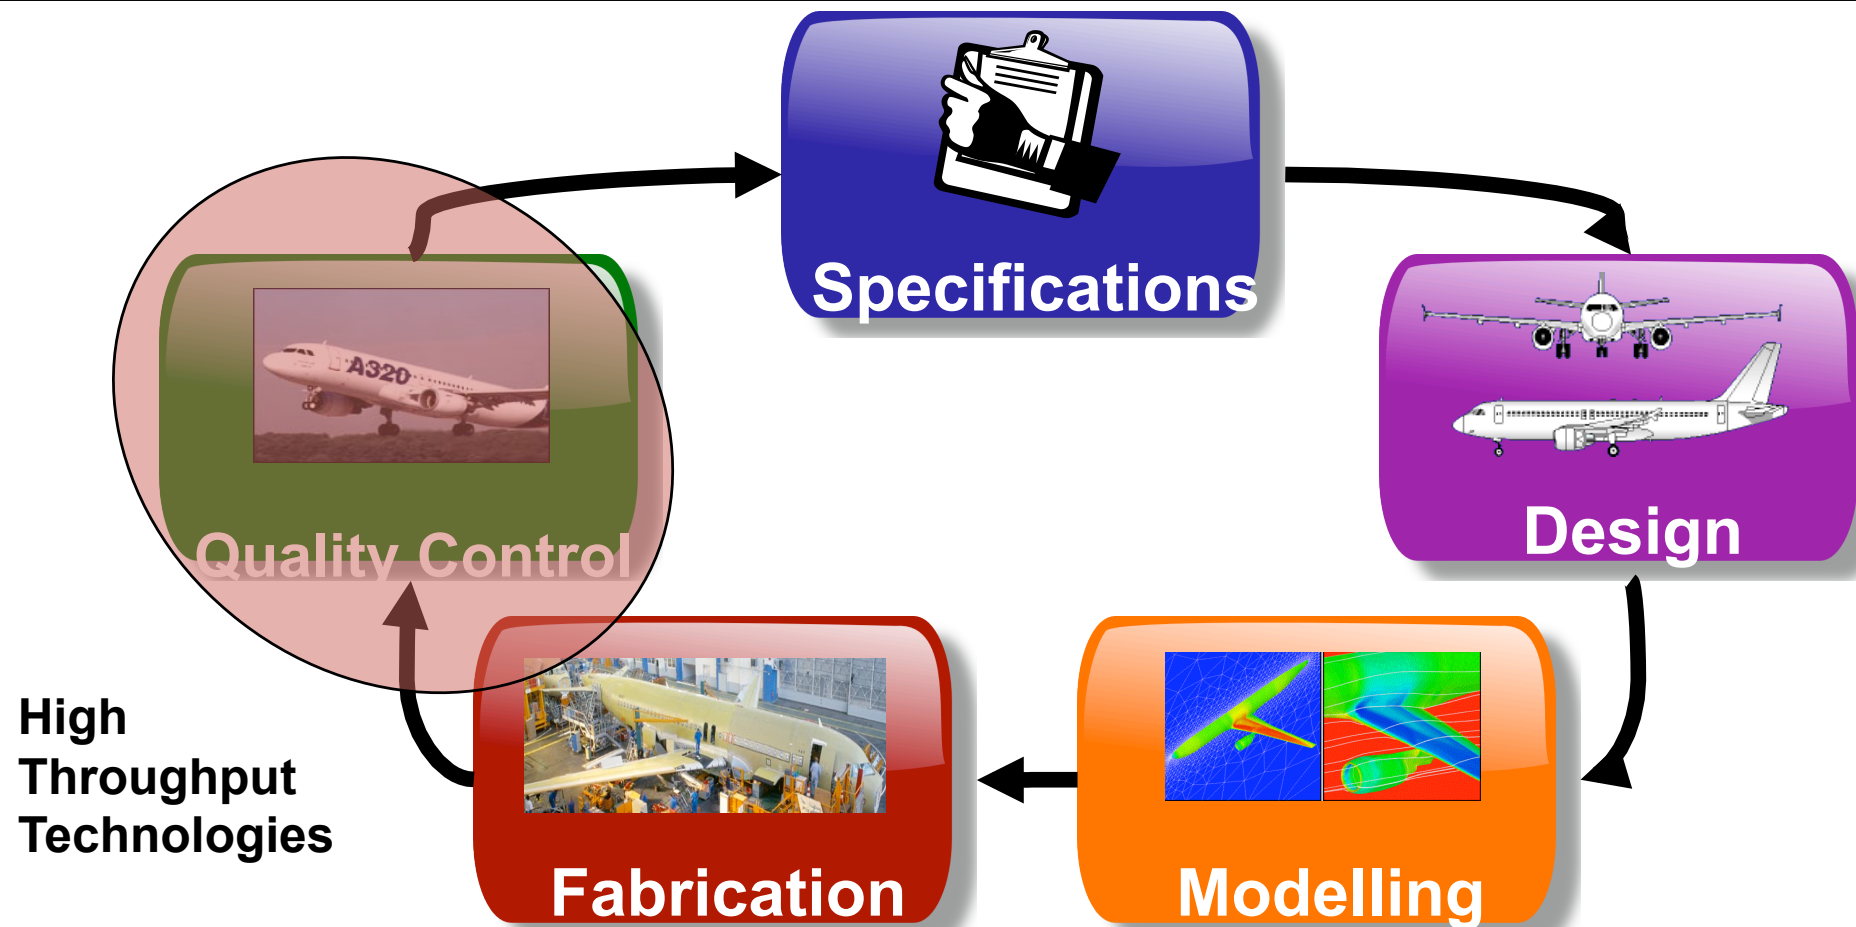 Specifications
A320
Quality Control
Design
High
Throughput
Technologies
Fabrication
Modelling